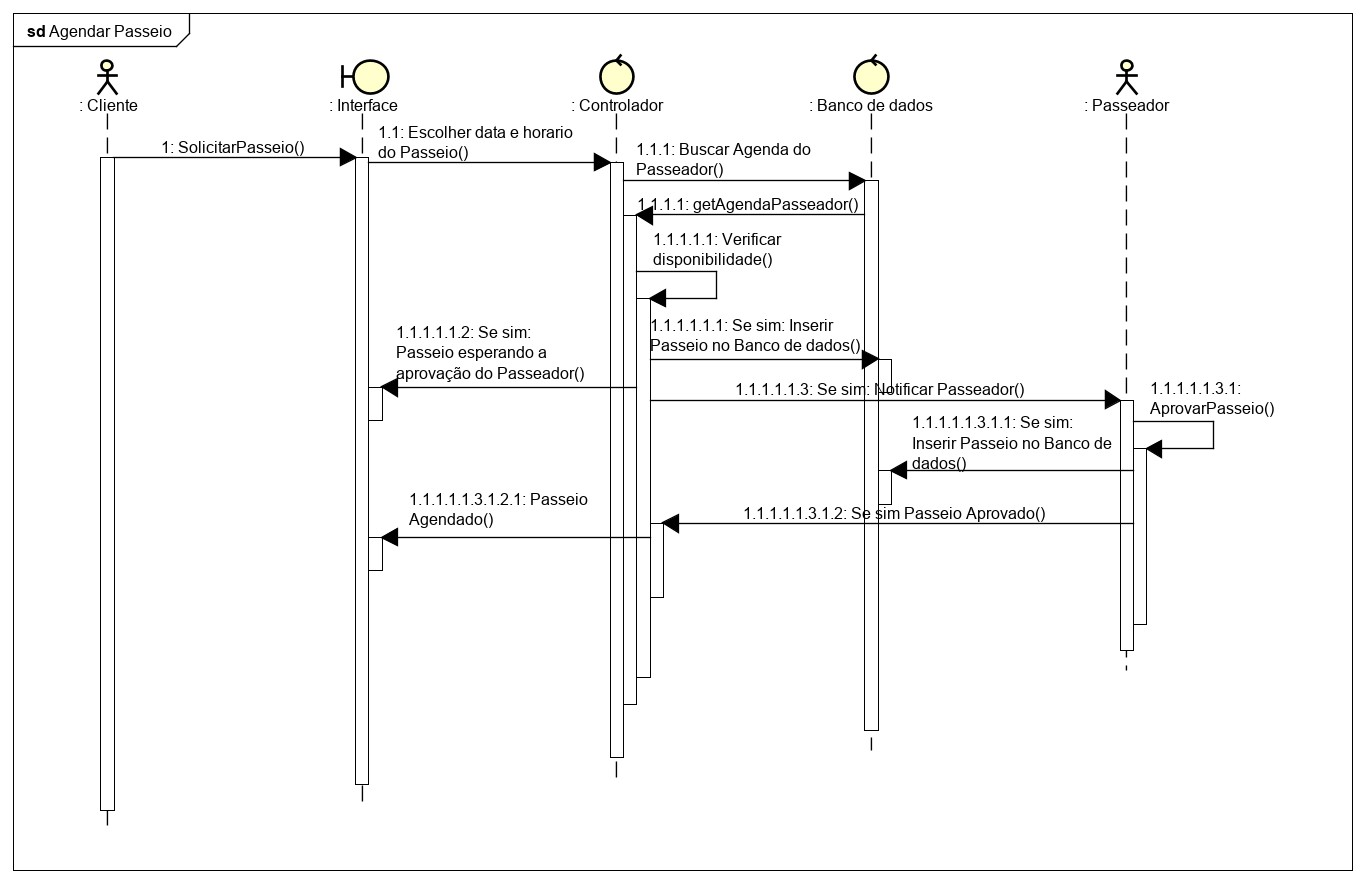 sd Agendar Passeio
: Cliente
: Interface
: Controlador
: Banco de dados
: Passeador
1: SolicitarPasseio()
1.1: Escolher data e horario
do Passeio()
1.1.1: Buscar Agenda do
Passeador()
1.1.1.1: getAgendaPasseador()
1.1.1.1.1: Verificar
disponibilidade()
1.1.1.1.1.1: Se sim: Inserir
Passeio no Banco de dados()
1.1.1.1.1.2: Se sim:
Passeio esperando a
aprovação do Passeador()
1.1.1.1.1.3: Se sim: Notificar Passeador()
1.1.1.1.1.3.1:
AprovarPasseio()
1.1.1.1.1.3.1.1: Se sim:
Inserir Passeio no Banco de
dados()
1.1.1.1.1.3.1.2: Se sim Passeio Aprovado()
1.1.1.1.1.3.1.2.1: Passeio
Agendado()